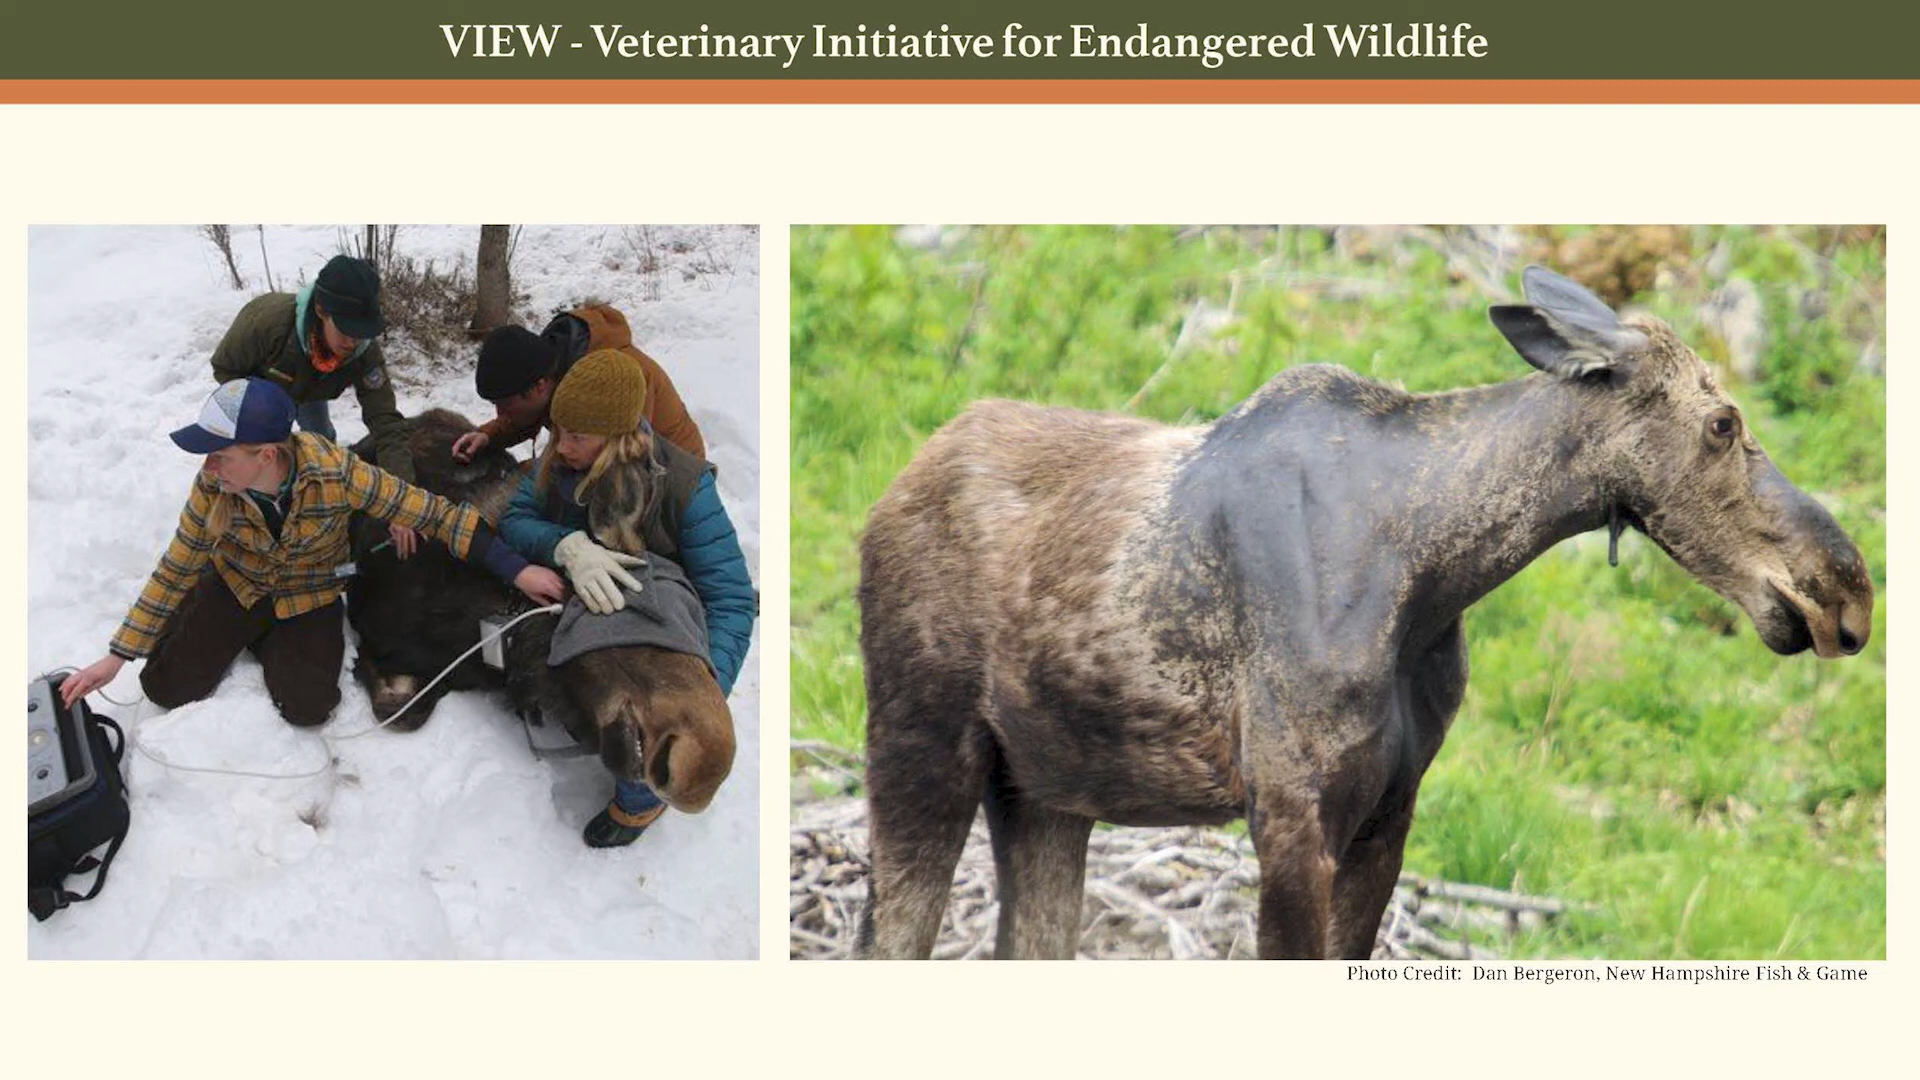 VIEW - Veterinary Initiative for Endangered Wildlife
Photo Credit: Dan Bergeron, New Hampshire Fish & Game